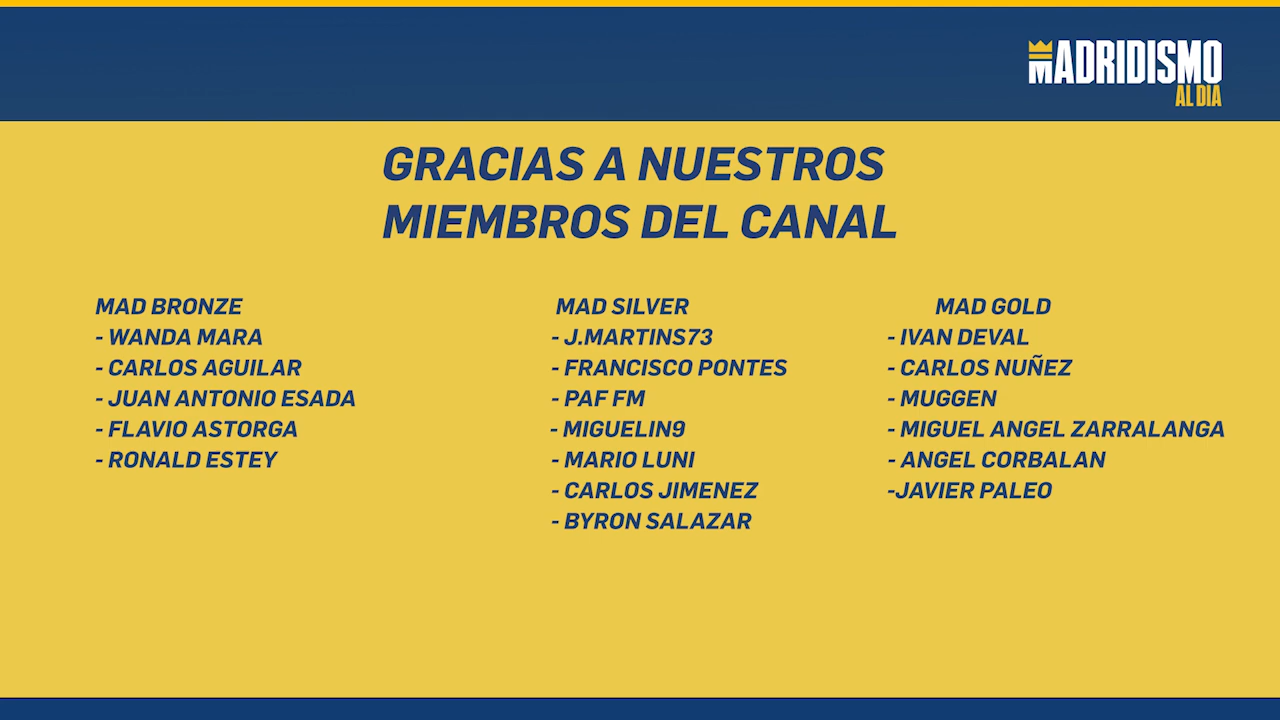 MADRIDISMO
AL DIA
GRACIAS A NUESTROS
MIEMBROS DEL CANAL
MAD BRONZE
- WANDA MARA
- CARLOS AGUILAR
- JUAN ANTONIO ESADA
- FLAVIO ASTORGA
- RONALD ESTEY
MAD SILVER
- J.MARTINS73
- FRANCISCO PONTES
- PAF FM
- MIGUELIN9
- MARIO LUNI
- CARLOS JIMENEZ
- BYRON SALAZAR
MAD GOLD
- IVAN DEVAL
- CARLOS NUÑEZ
- MUGGEN
- MIGUEL ANGEL ZARRALANGA
- ANGEL CORBALAN
-JAVIER PALEO